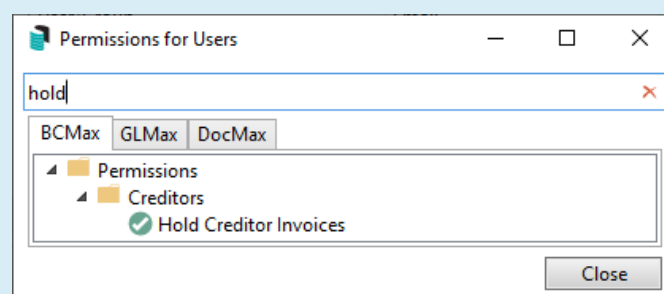 Permissions for Users
hold
BCMax GLMax DocMax
Permissions
Creditors
Hold Creditor Invoices
Close